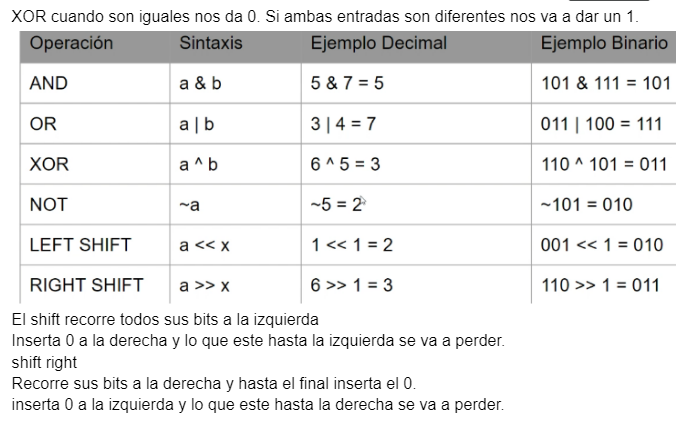 XOR cuando son iguales nos da 0. Si ambas entradas son diferentes nos va a dar un 1.
Operación Sintaxis Ejemplo Decimal Ejemplo Binario
AND a & b 5 & 7 = 5 101 & 111 = 101
OR a | b 3 | 4 = 7 011 | 100 = 111
XOR a ^ b 6 ^ 5 = 3 110 ^ 101 = 011
NOT ~a ~5 = 2 ~101 = 010
LEFT SHIFT a << x 1 << 1 = 2 001 << 1 = 010
RIGHT SHIFT a >> x 6 >> 1 = 3 110 >> 1 = 011
El shift recorre todos sus bits a la izquierda
Inserta 0 a la derecha y lo que este hasta la izquierda se va a perder.
shift right
Recorre sus bits a la derecha y hasta el final inserta el 0.
inserta 0 a la izquierda y lo que este hasta la derecha se va a perder.